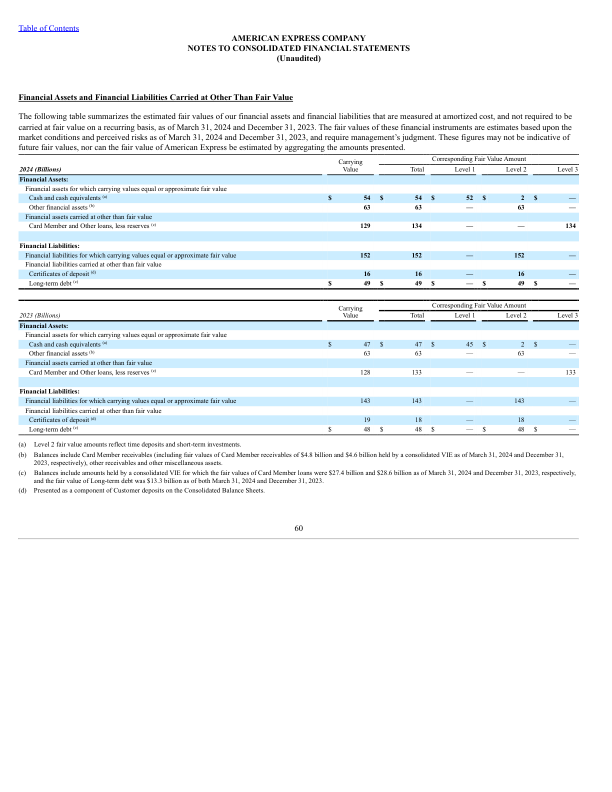 Table of Contents
AMERICAN EXPRESS COMPANY
NOTES TO CONSOLIDATED FINANCIAL STATEMENTS
(Unaudited)
Financial Assets and Financial Liabilities Carried at Other Than Fair Value
The following table summarizes the estimated fair values of our financial assets and financial liabilities that are measured at amortized cost, and not required to be
carried at fair value on a recurring basis, as of March 31, 2024 and December 31, 2023. The fair values of these financial instruments are estimates based upon the
market conditions and perceived risks as of March 31, 2024 and December 31, 2023, and require management's judgment. These figures may not be indicative of
future fair values, nor can the fair value of American Express be estimated by aggregating the amounts presented.
Carrying Value Corresponding Fair Value Amount
2024 (Billions) Total Level 1 Level 2 Level 3
Financial Assets:
Financial assets for which carrying values equal or approximate fair value
Cash and cash equivalents (a) $ 54 $ 54 $ 52 $ 2 $ —
Other financial assets (b) 63 63 — 63 —
Financial assets carried at other than fair value
Card Member and Other loans, less reserves (c) 129 134 — — 134
Financial Liabilities:
Financial liabilities for which carrying values equal or approximate fair value 152 152 — 152 —
Financial liabilities carried at other than fair value
Certificates of deposit (d) 16 16 — 16 —
Long-term debt (c) $ 49 $ 49 $ — $ 49 $ —
Carrying Value Corresponding Fair Value Amount
2023 (Billions) Total Level 1 Level 2 Level 3
Financial Assets:
Financial assets for which carrying values equal or approximate fair value
Cash and cash equivalents (a) $ 47 $ 47 $ 45 $ 2 $ —
Other financial assets (b) 63 63 — 63 —
Financial assets carried at other than fair value
Card Member and Other loans, less reserves (c) 128 133 — — 133
Financial Liabilities:
Financial liabilities for which carrying values equal or approximate fair value 143 143 — 143 —
Financial liabilities carried at other than fair value
Certificates of deposit (d) 19 18 — 18 —
Long-term debt (c) $ 48 $ 48 $ — $ 48 $ —
(a) Level 2 fair value amounts reflect time deposits and short-term investments.
(b) Balances include Card Member receivables (including fair values of Card Member receivables of $4.8 billion and $4.6 billion held by a consolidated VIE as of March 31, 2024 and December 31,
2023, respectively), other receivables and other miscellaneous assets.
(c) Balances include amounts held by a consolidated VIE for which the fair values of Card Member loans were $27.4 billion and $28.6 billion as of March 31, 2024 and December 31, 2023, respectively,
and the fair value of Long-term debt was $13.3 billion as of both March 31, 2024 and December 31, 2023.
(d) Presented as a component of Customer deposits on the Consolidated Balance Sheets.
60